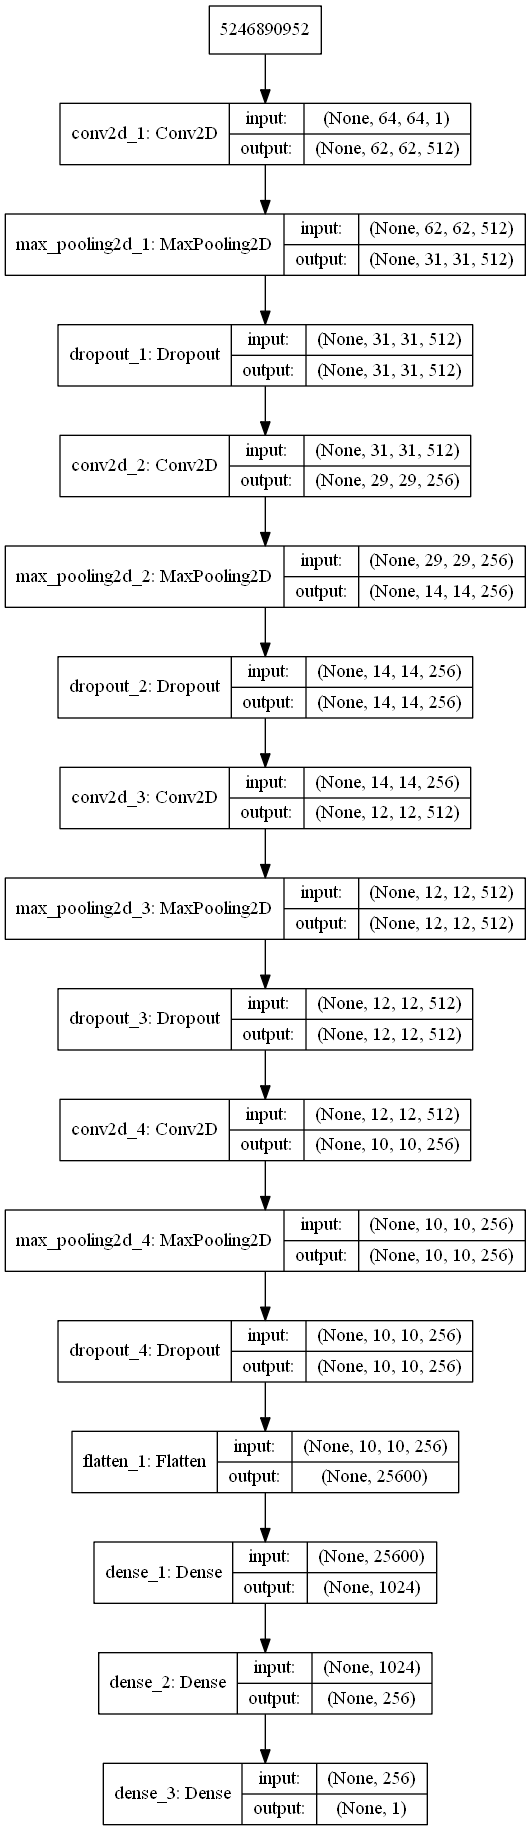 5246890952
conv2d_1: Conv2D
input: (None, 64, 64, 1)
output: (None, 62, 62, 512)
max_pooling2d_1: MaxPooling2D
input: (None, 62, 62, 512)
output: (None, 31, 31, 512)
dropout_1: Dropout
input: (None, 31, 31, 512)
output: (None, 31, 31, 512)
conv2d_2: Conv2D
input: (None, 31, 31, 512)
output: (None, 29, 29, 256)
max_pooling2d_2: MaxPooling2D
input: (None, 29, 29, 256)
output: (None, 14, 14, 256)
dropout_2: Dropout
input: (None, 14, 14, 256)
output: (None, 14, 14, 256)
conv2d_3: Conv2D
input: (None, 14, 14, 256)
output: (None, 12, 12, 512)
max_pooling2d_3: MaxPooling2D
input: (None, 12, 12, 512)
output: (None, 12, 12, 512)
dropout_3: Dropout
input: (None, 12, 12, 512)
output: (None, 12, 12, 512)
conv2d_4: Conv2D
input: (None, 12, 12, 512)
output: (None, 10, 10, 256)
max_pooling2d_4: MaxPooling2D
input: (None, 10, 10, 256)
output: (None, 10, 10, 256)
dropout_4: Dropout
input: (None, 10, 10, 256)
output: (None, 10, 10, 256)
flatten_1: Flatten
input: (None, 10, 10, 256)
output: (None, 25600)
dense_1: Dense
input: (None, 25600)
output: (None, 1024)
dense_2: Dense
input: (None, 1024)
output: (None, 256)
dense_3: Dense
input: (None, 256)
output: (None, 1)